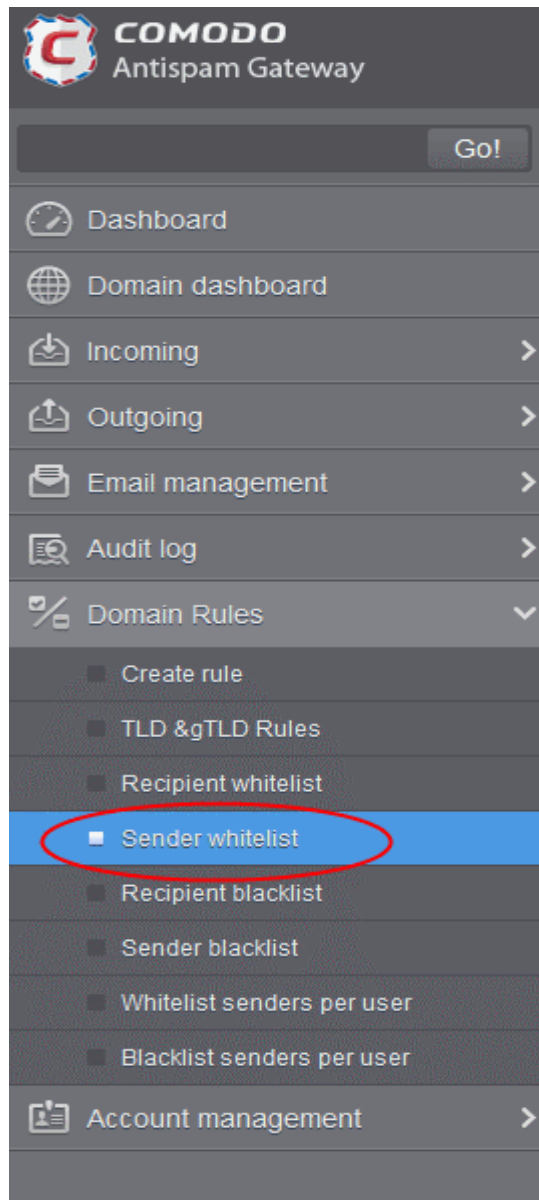 COMODO
Antispam Gateway
Go!
Dashboard
Domain dashboard
Incoming
Outgoing
Email management
Audit log
Domain Rules
Create rule
TLD &gTLD Rules
Recipient whitelist
Sender whitelist
Recipient blacklist
Sender blacklist
Whitelist senders per user
Blacklist senders per user
Account management